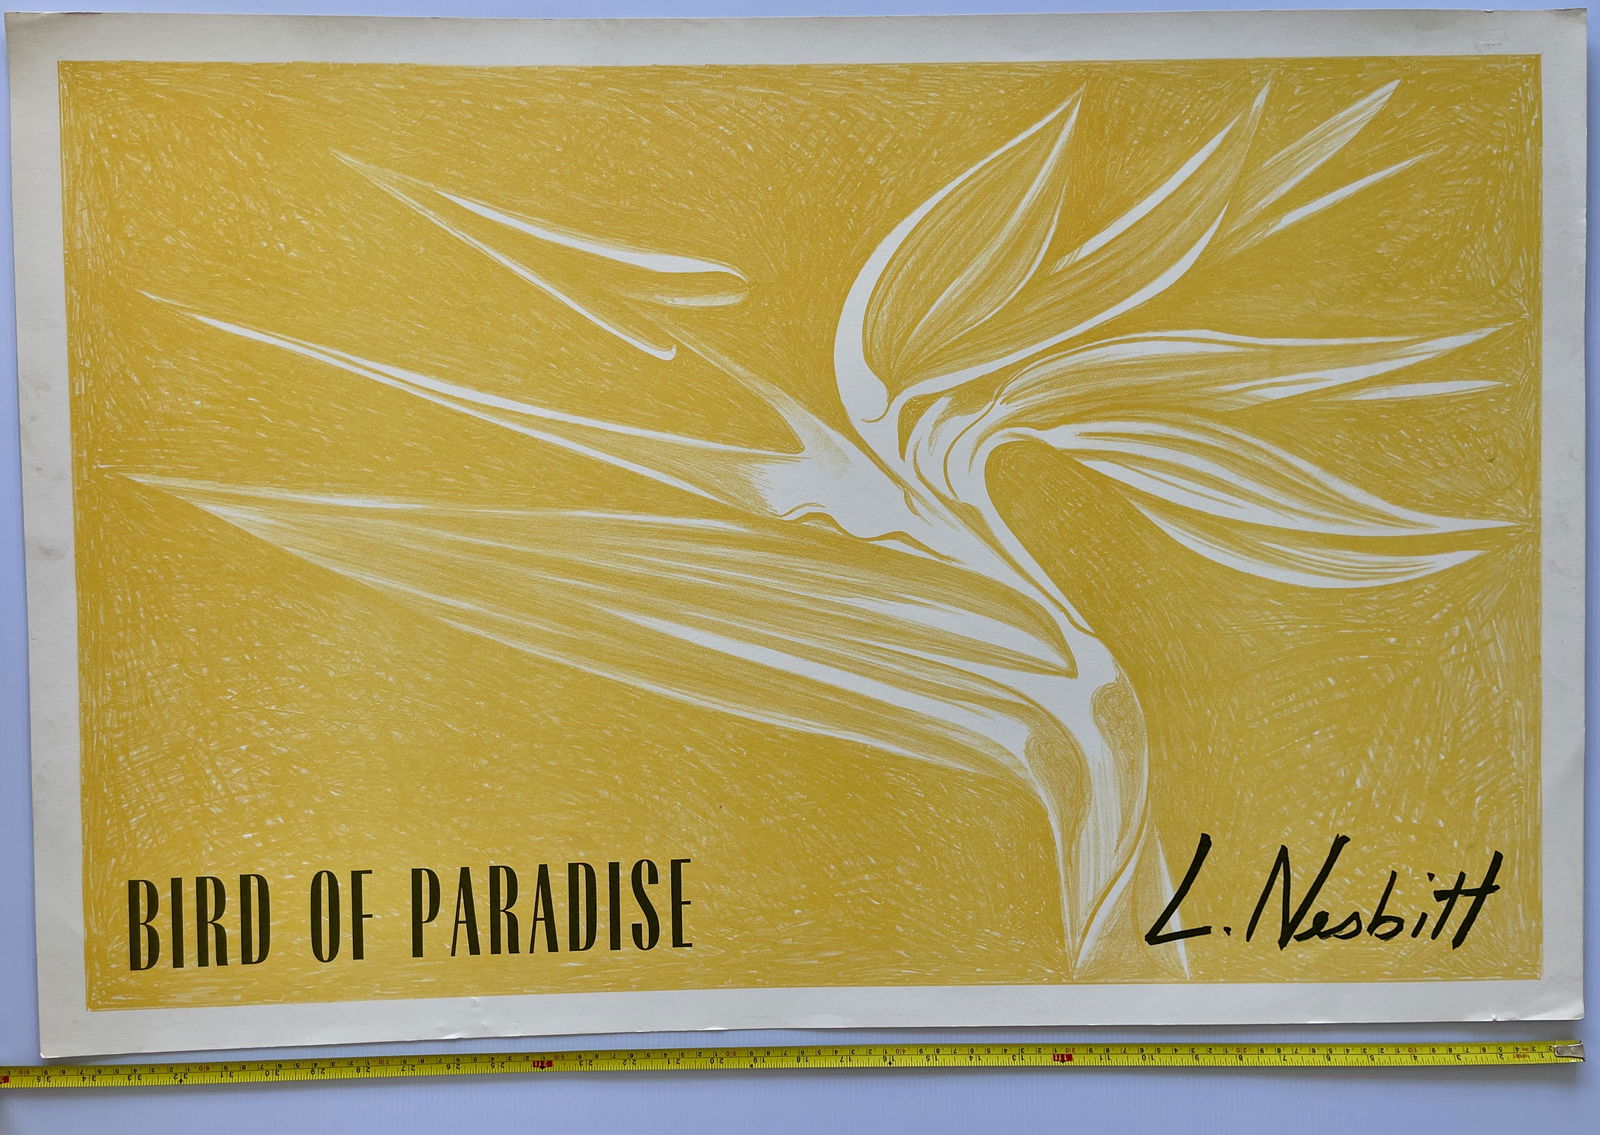 BIRD OF PARADISE
L. Nesbitt